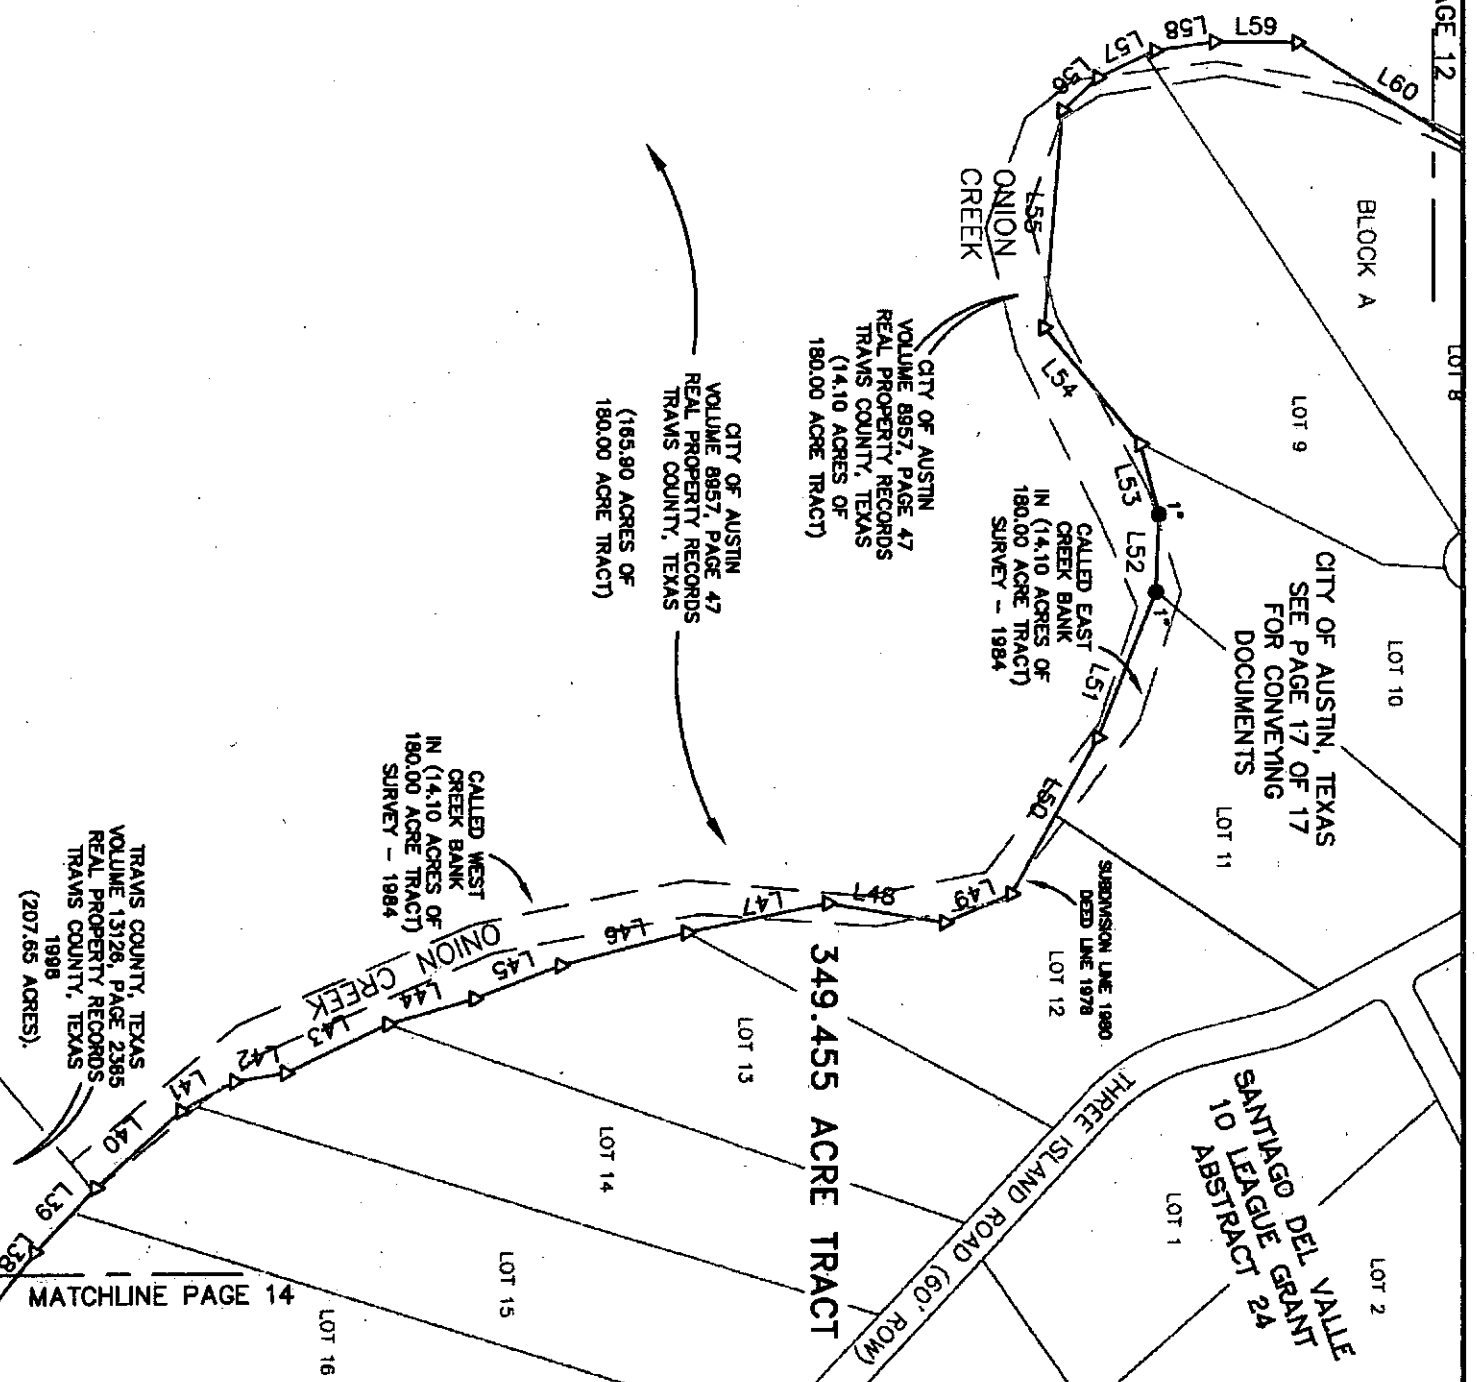 AGE 12
L60
L59
L58
L57
L56
L55
L54
L53
L52
L51
L50
L49
L48
L47
L46
L45
L44
L43
L42
L41
L40
L39
L38
BLOCK A
LOT 8
LOT 9
LOT 10
LOT 11
LOT 12
LOT 13
LOT 14
LOT 15
LOT 16
LOT 1
LOT 2
1"
1"
ONION
CREEK
CITY OF AUSTIN
VOLUME 8957, PAGE 47
REAL PROPERTY RECORDS
TRAVIS COUNTY, TEXAS
(14.10 ACRES OF
180.00 ACRE TRACT)
CITY OF AUSTIN
VOLUME 8957, PAGE 47
REAL PROPERTY RECORDS
TRAVIS COUNTY, TEXAS
(165.90 ACRES OF
180.00 ACRE TRACT)
CALLED EAST
CREEK BANK
IN (14.10 ACRES OF
180.00 ACRE TRACT)
SURVEY - 1984
CITY OF AUSTIN, TEXAS
SEE PAGE 17 OF 17
FOR CONVEYING
DOCUMENTS
SUBDIVISION LINE 1980
DEED LINE 1978
CALLED WEST
CREEK BANK
IN (14.10 ACRES OF
180.00 ACRE TRACT)
SURVEY - 1984
ONION CREEK
349.455 ACRE TRACT
THREE ISLAND ROAD (60' ROW)
SANTIAGO DEL VALLE
10 LEAGUE GRANT
ABSTRACT 24
TRAVIS COUNTY, TEXAS
VOLUME 13126, PAGE 2385
REAL PROPERTY RECORDS
TRAVIS COUNTY, TEXAS
1998
(207.65 ACRES).
MATCHLINE PAGE 14